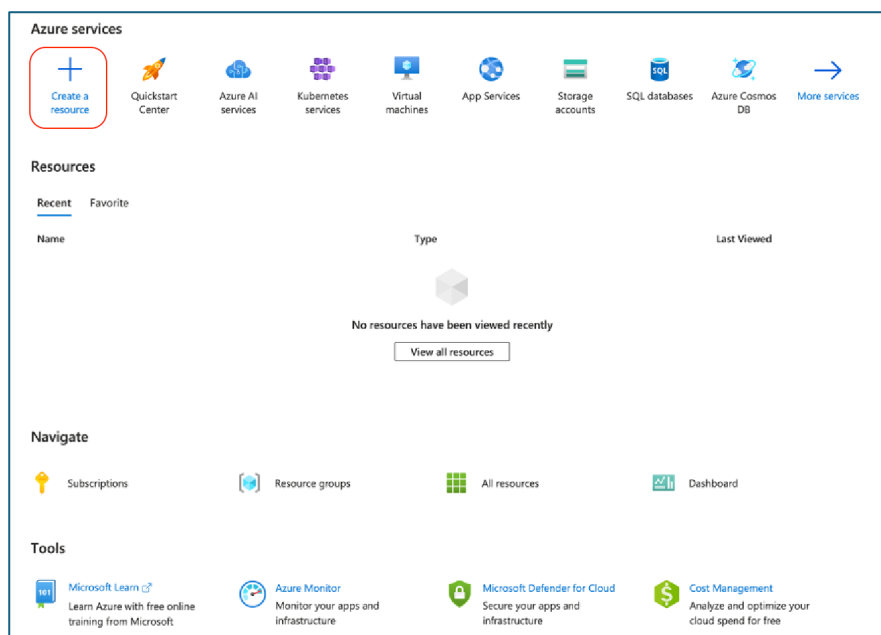 Azure services
Create a
resource
Quickstart
Center
Azure AI
services
Kubernetes
services
Virtual
machines
App Services
Storage
accounts
SQL
SQL databases
Azure Cosmos
DB
More services
Resources
Recent Favorite
Name Type Last Viewed
No resources have been viewed recently
View all resources
Navigate
Subscriptions Resource groups All resources Dashboard
Tools
101
Microsoft Learn
Learn Azure with free online
training from Microsoft
Azure Monitor
Monitor your apps and
infrastructure
Microsoft Defender for Cloud
Secure your apps and
infrastructure
$
Cost Management
Analyze and optimize your
cloud spend for free